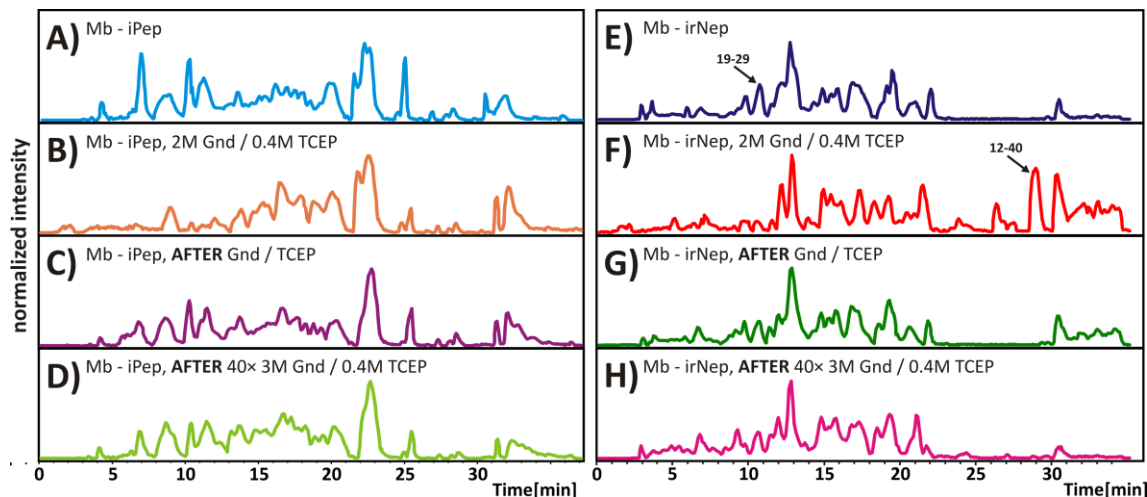 normalized intensity
A) Mb - iPep
B) Mb - iPep, 2M Gnd / 0.4M TCEP
C) Mb - iPep, AFTER Gnd / TCEP
D) Mb - iPep, AFTER 40× 3M Gnd / 0.4M TCEP
0 5 10 15 20 25 30
Time[min]
E) Mb - irNep
19-29
F) Mb - irNep, 2M Gnd / 0.4M TCEP
12-40
G) Mb - irNep, AFTER Gnd / TCEP
H) Mb - irNep, AFTER 40× 3M Gnd / 0.4M TCEP
0 5 10 15 20 25 30
Time[min]